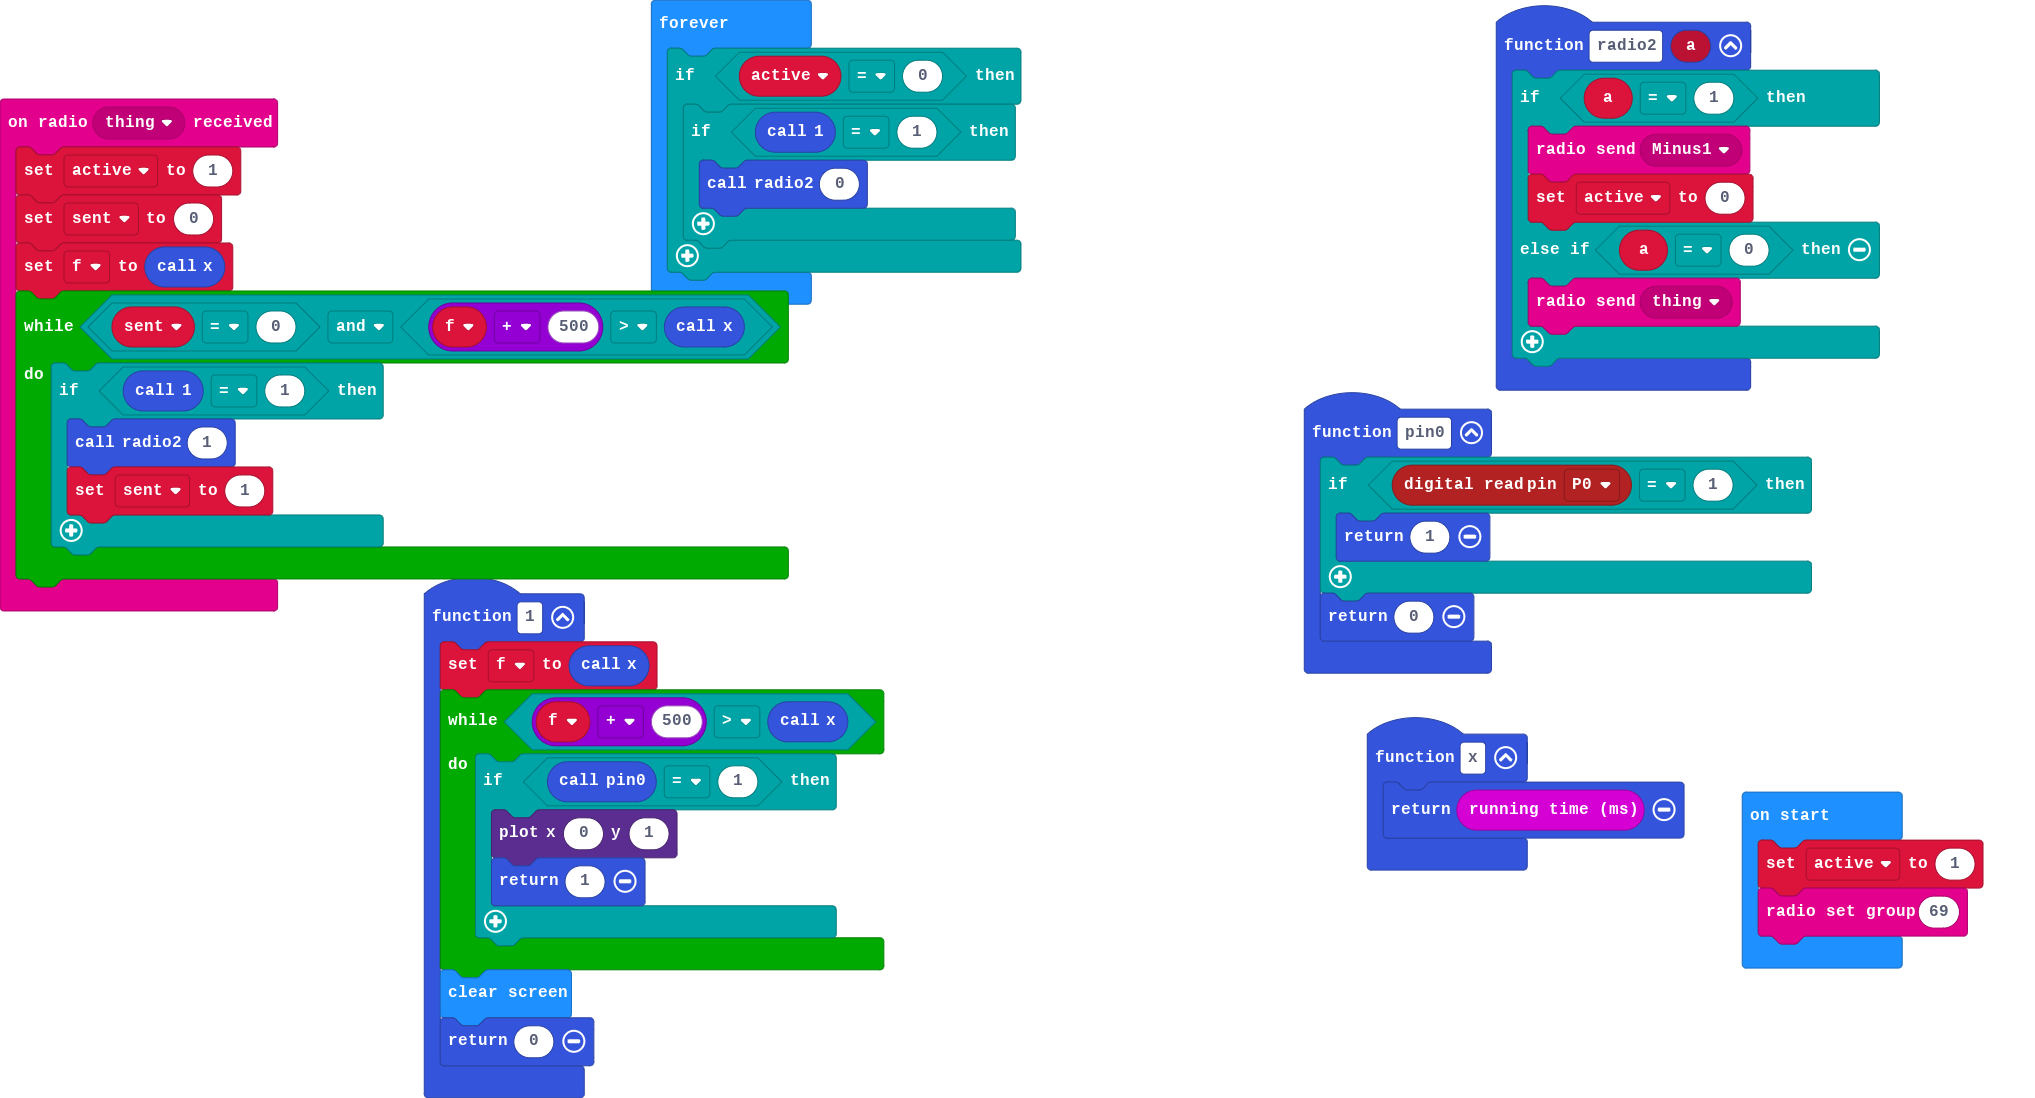 forever
if active = 0 then
if call 1 = 1 then
call radio2 0
on radio thing received
set active to 1
set sent to 0
set f to call x
while sent = 0 and f + 500 > call x
do
if call 1 = 1 then
call radio2 1
set sent to 1
function 1
set f to call x
while f + 500 > call x
do
if call pin0 = 1 then
plot x 0 y 1
return 1
clear screen
return 0
function radio2 a
if a = 1 then
radio send Minus1
set active to 0
else if a = 0 then
radio send thing
function pin0
if digital read pin P0 = 1 then
return 1
return 0
function x
return running time (ms)
on start
set active to 1
radio set group 69